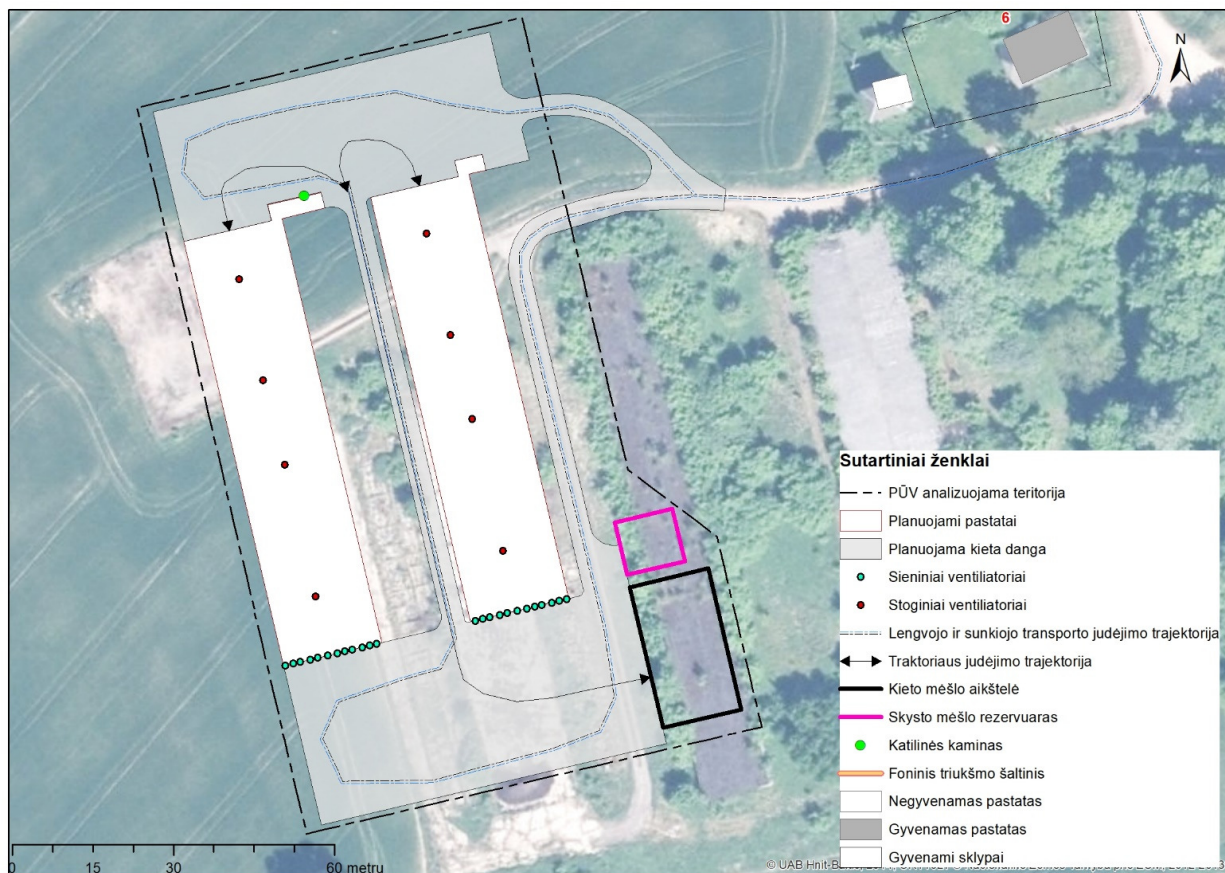 6
N
Sutartiniai ženklai
PŪV analizuojama teritorija
Planuojami pastatai
Planuojama kieta danga
Sieniniai ventiliatoriai
Stoginiai ventiliatoriai
Lengvojo ir sunkiojo transporto judėjimo trajektorija
Traktoriaus judėjimo trajektorija
Kieto mėšlo aikštelė
Skysto mėšlo rezervuaras
Katilinės kaminas
Foninis triukšmo šaltinis
Negyvenamas pastatas
Gyvenamas pastatas
Gyvenami sklypai
0 15 30 60 metrų
© UAB Hnit-B